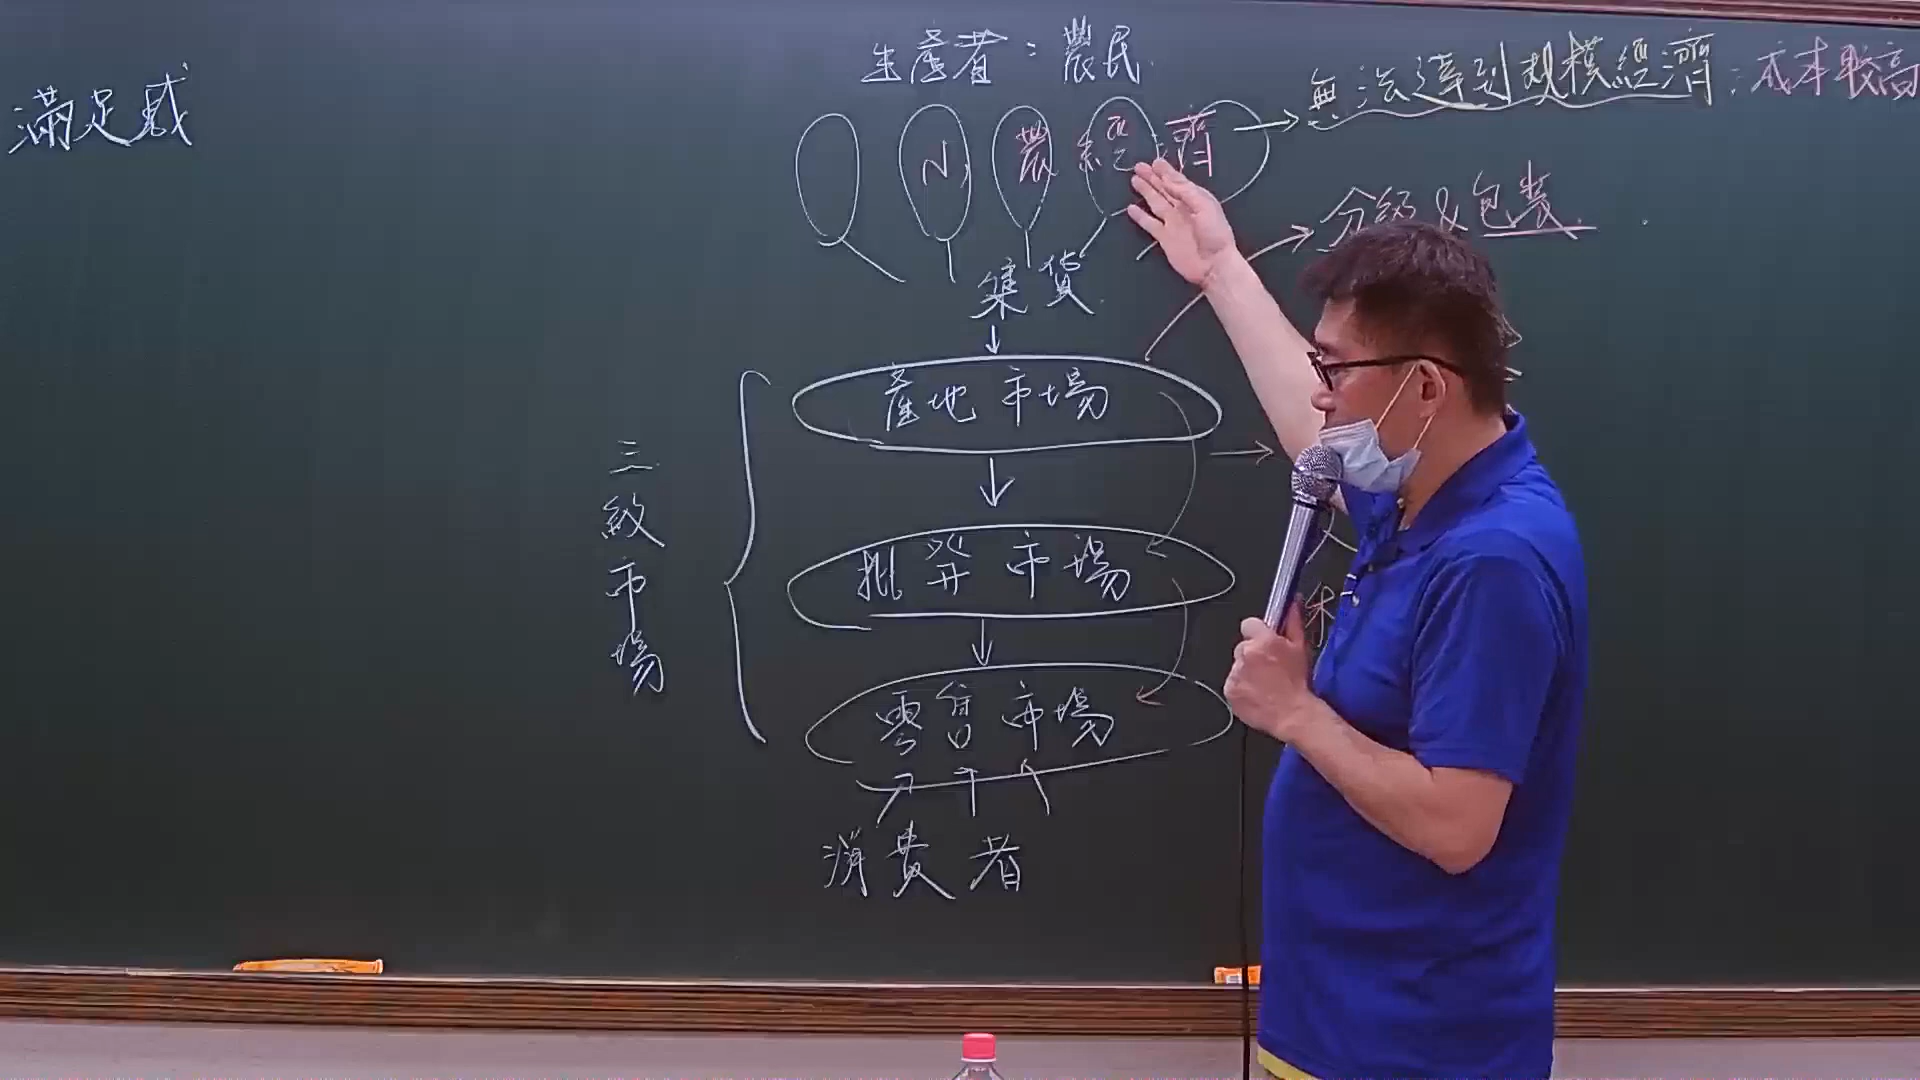 生產者：農民
滿足感
無法達到規模經濟：成本較高
小農經濟
分級&包裝
集貨
產地市場
三級市場
批發市場
零售市場
消費者